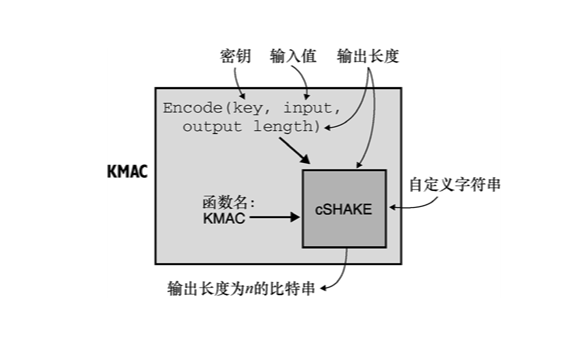 密钥 输入值 输出长度
Encode(key, input,
output length)
KMAC
自定义字符串
函数名:
KMAC
cSHAKE
输出长度为n的比特串